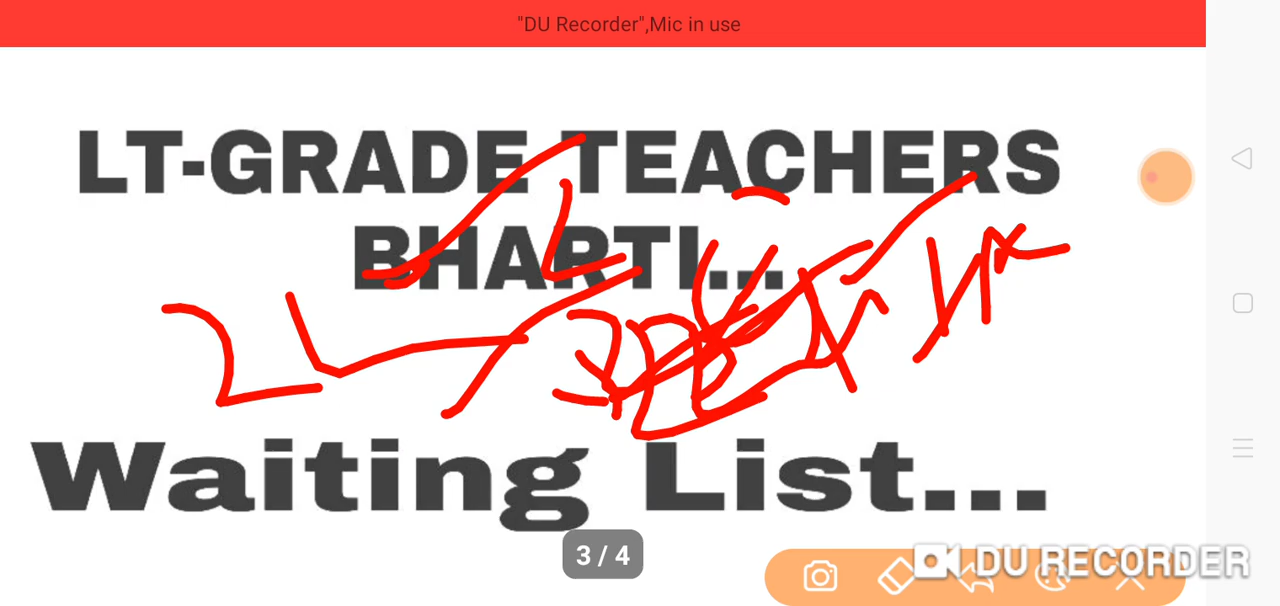 "DU Recorder",Mic in use
LT-GRADE TEACHERS
BHARTI...
Waiting List...
3 / 4
DU RECORDER